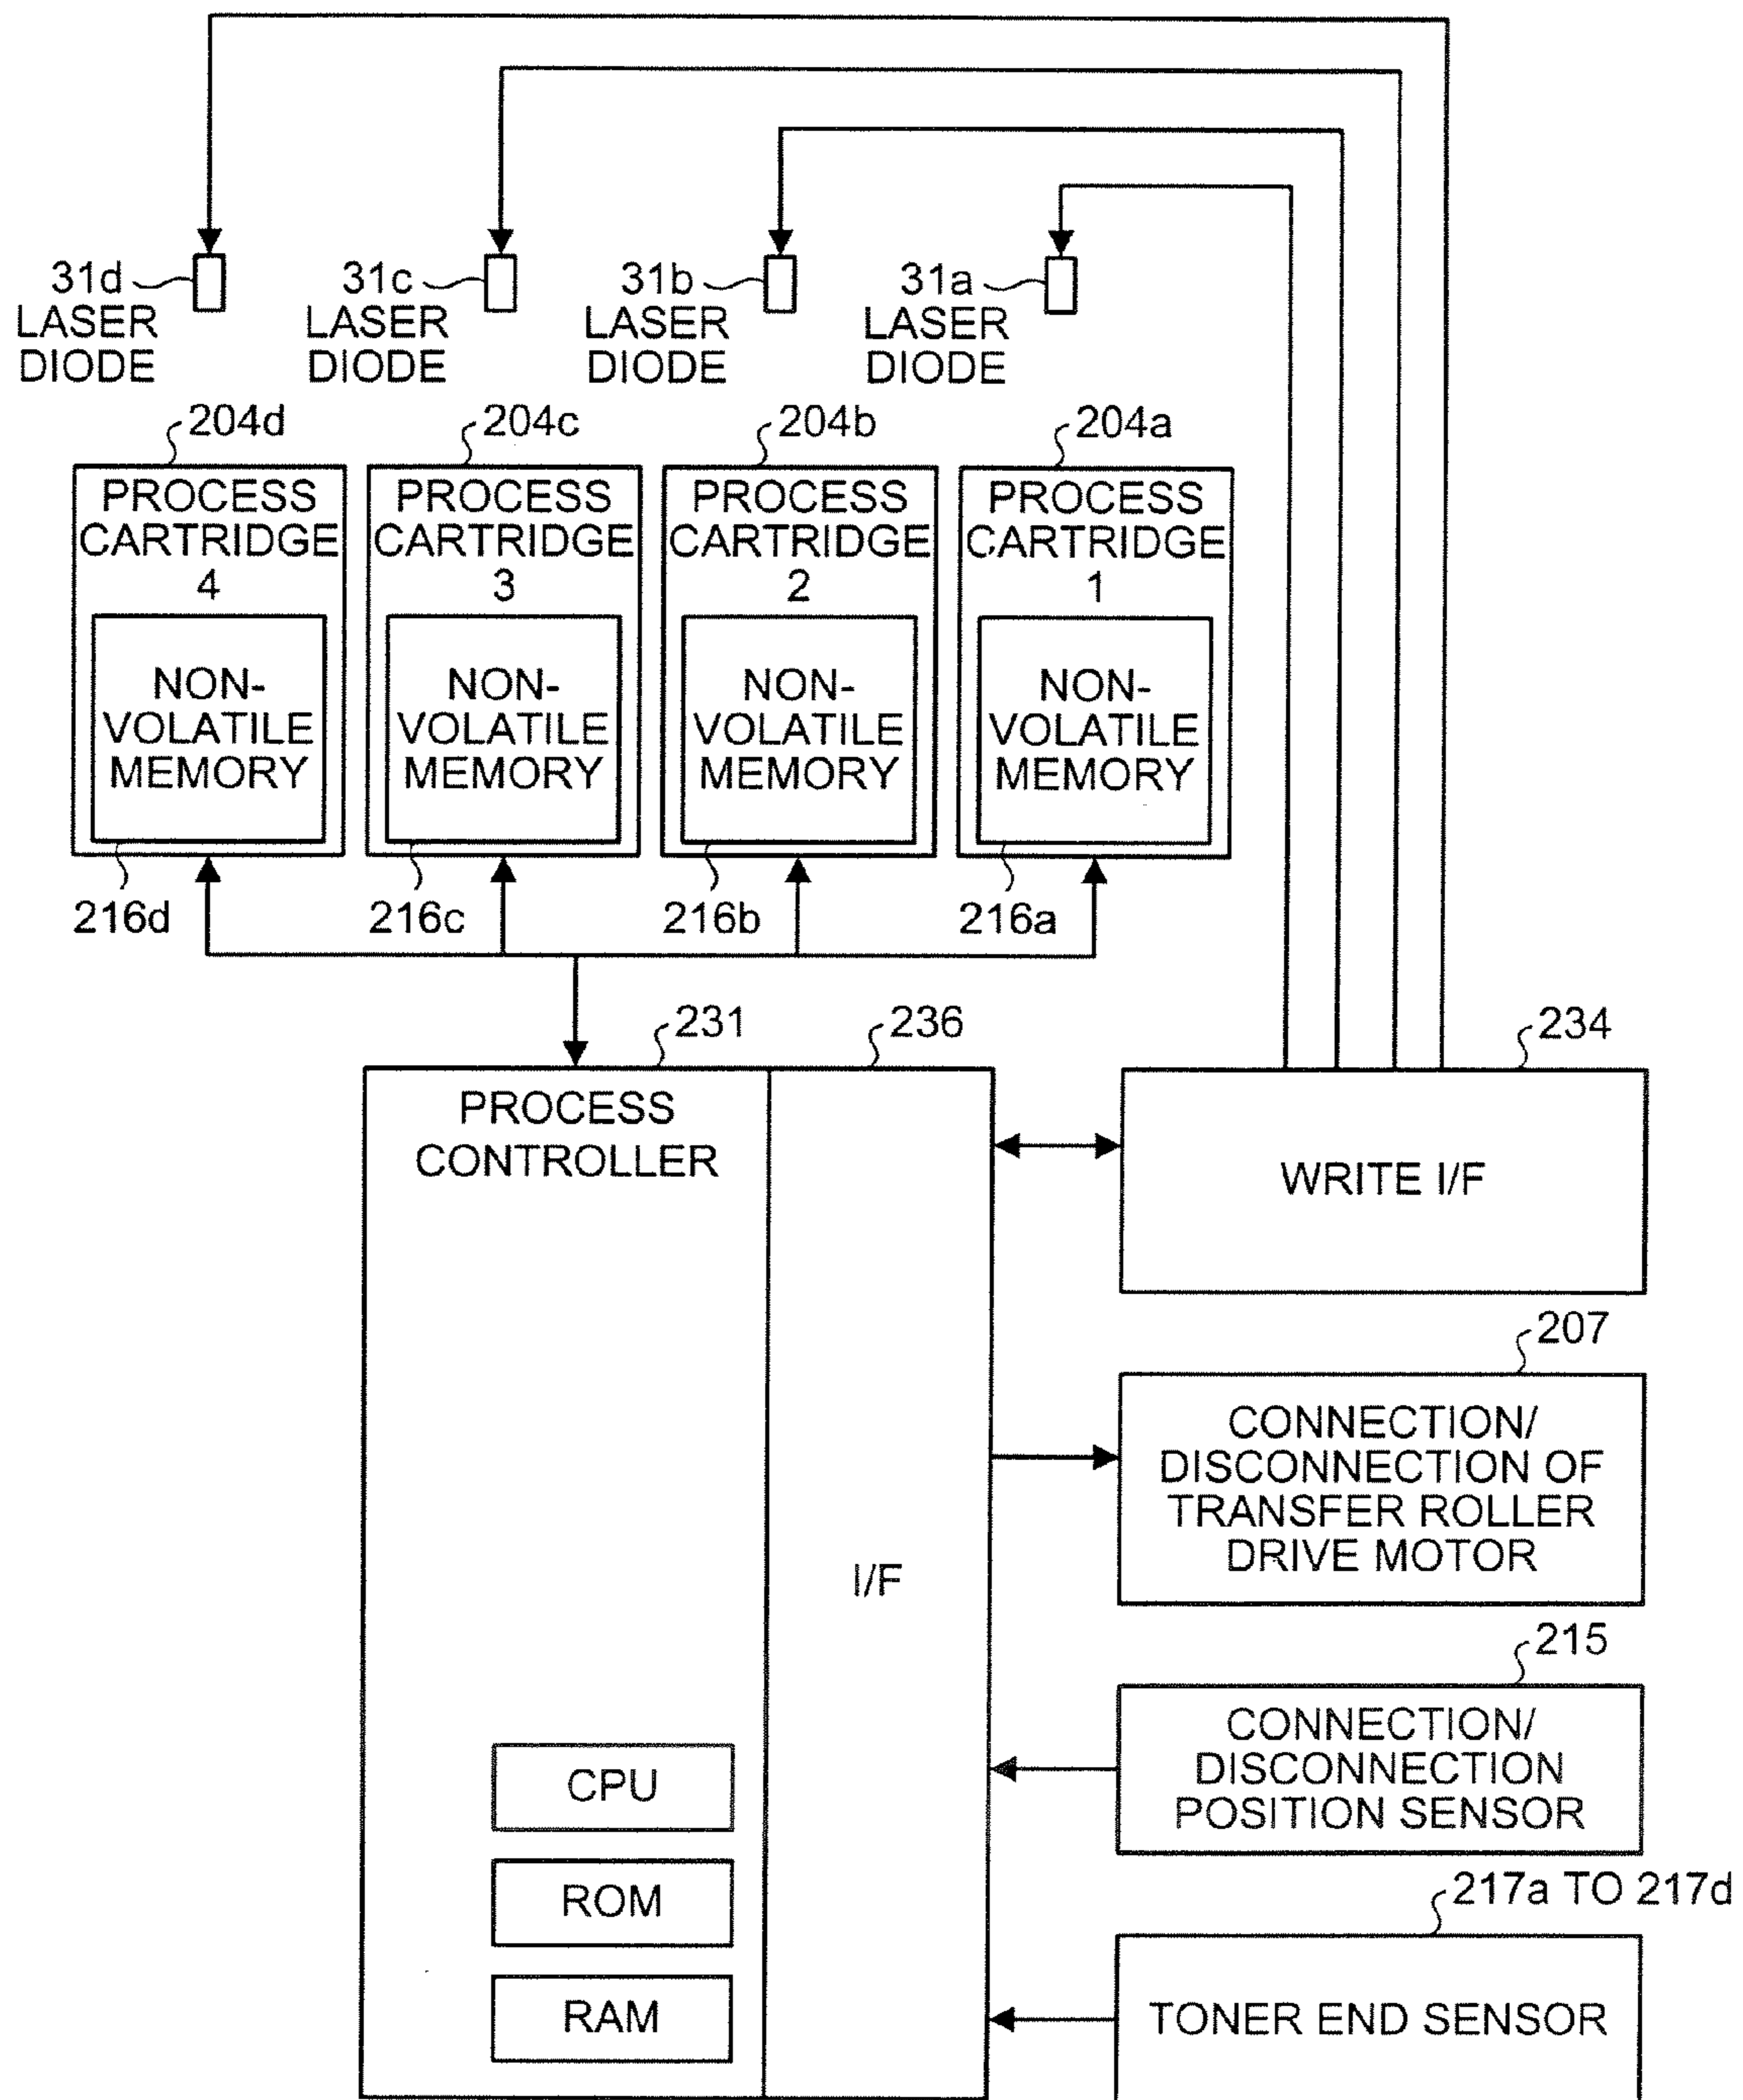 31d
LASER
DIODE
31c
LASER
DIODE
31b
LASER
DIODE
31a
LASER
DIODE
204d
PROCESS
CARTRIDGE
4
NON-
VOLATILE
MEMORY
216d
204c
PROCESS
CARTRIDGE
3
NON-
VOLATILE
MEMORY
216c
204b
PROCESS
CARTRIDGE
2
NON-
VOLATILE
MEMORY
216b
204a
PROCESS
CARTRIDGE
1
NON-
VOLATILE
MEMORY
216a
231
PROCESS
CONTROLLER
CPU
ROM
RAM
236
I/F
234
WRITE I/F
207
CONNECTION/
DISCONNECTION OF
TRANSFER ROLLER
DRIVE MOTOR
215
CONNECTION/
DISCONNECTION
POSITION SENSOR
217a TO 217d
TONER END SENSOR